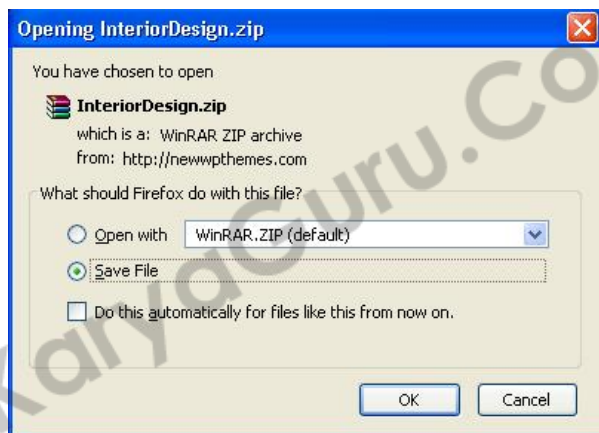 Opening InteriorDesign.zip
You have chosen to open
InteriorDesign.zip
which is a: WinRAR ZIP archive
from: http://newwpthemes.com
What should Firefox do with this file?
Open with WinRAR.ZIP (default)
Save File
Do this automatically for files like this from now on.
OK Cancel
KaryaGuru.Co